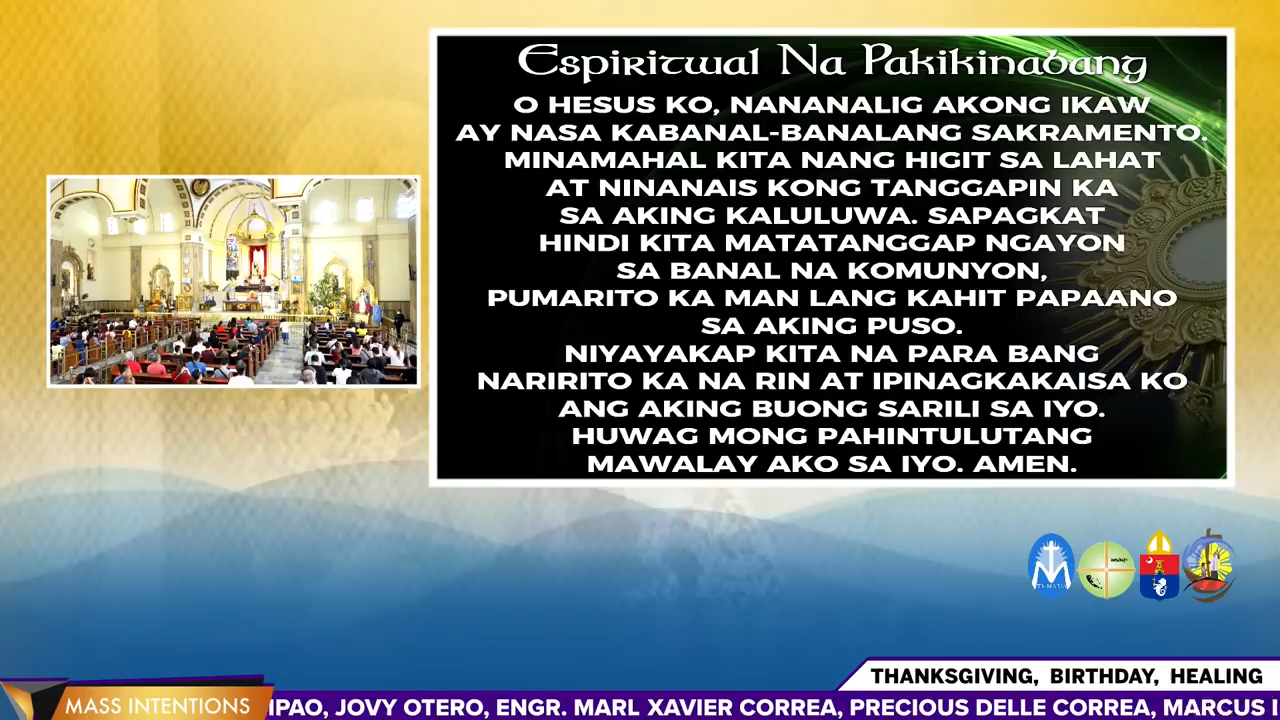 Espiritwal Na Pakikinabang
O HESUS KO, NANANALIG AKONG IKAW
AY NASA KABANAL-BANALANG SAKRAMENTO.
MINAMAHAL KITA NANG HIGIT SA LAHAT
AT NINANAIS KONG TANGGAPIN KA
SA AKING KALULUWA. SAPAGKAT
HINDI KITA MATATANGGAP NGAYON
SA BANAL NA KOMUNYON,
PUMARITO KA MAN LANG KAHIT PAPAANO
SA AKING PUSO.
NIYAYAKAP KITA NA PARA BANG
NARIRITO KA NA RIN AT IPINAGKAKAISA KO
ANG AKING BUONG SARILI SA IYO.
HUWAG MONG PAHINTULUTANG
MAWALAY AKO SA IYO. AMEN.
THANKSGIVING, BIRTHDAY, HEALING
MASS INTENTIONS
IPAO, JOVY OTERO, ENGR. MARL XAVIER CORREA, PRECIOUS DELLE CORREA, MARCUS